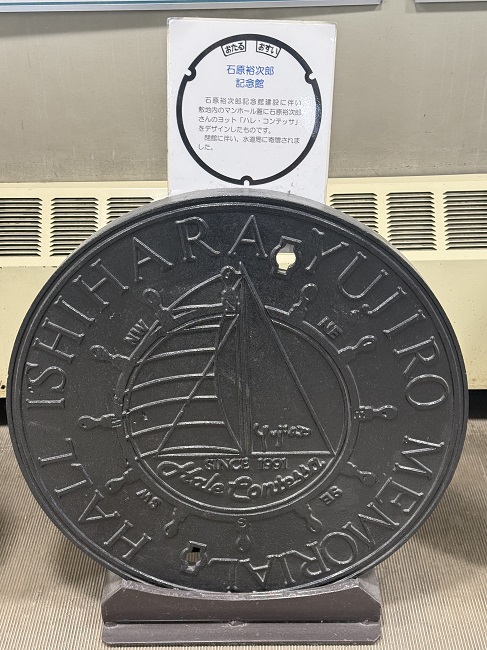 おたる おすい
石原裕次郎
記念館
石原裕次郎記念館建設に伴い
敷地内のマンホール蓋に石原裕次郎
さんのヨット「ハレ・コンテッサ」
をデザインしたものです。
閉館に伴い、水道局に寄贈されま
した。
ISHIHARA YUJIRO MEMORIAL HALL
N
NW
NE
W
E
SW
SE
S
SINCE 1991
Hale Contessa